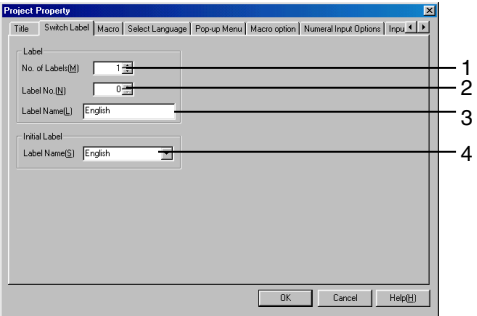 Project Property
Title Switch Label Macro Select Language Pop-up Menu Macro option Numeral Input Options Inpu
Label
No. of Labels(M) 1 1
Label No.(N) 0 2
Label Name(L) English 3
Initial Label
Label Name(S) English 4
OK Cancel Help(H)